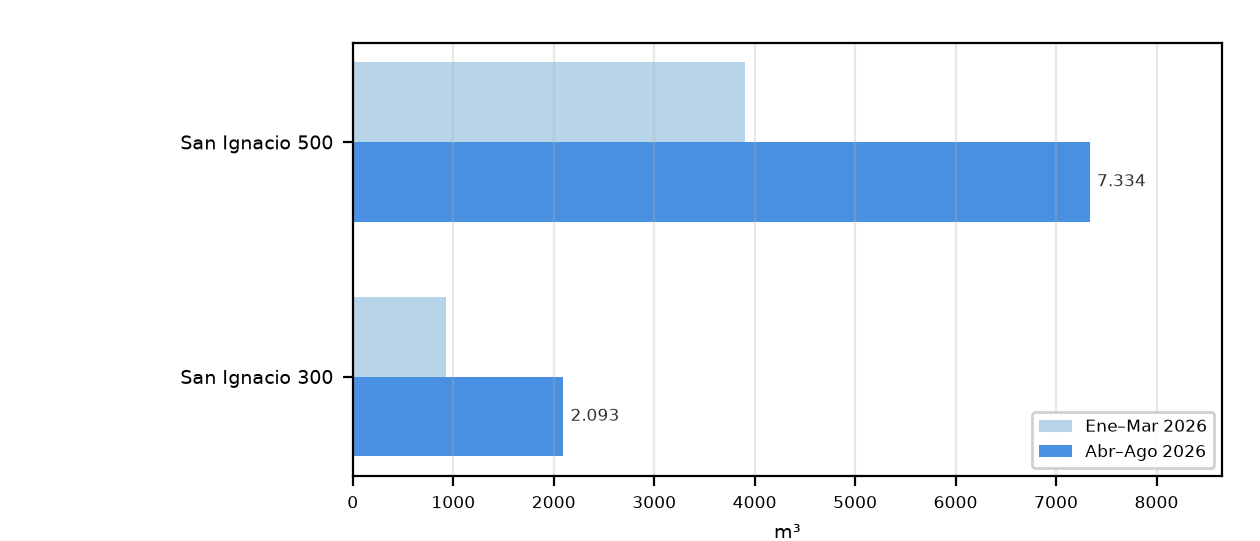 San Ignacio 500
7.334
San Ignacio 300
2.093
Ene–Mar 2026
Abr–Ago 2026
0 1000 2000 3000 4000 5000 6000 7000 8000
m³